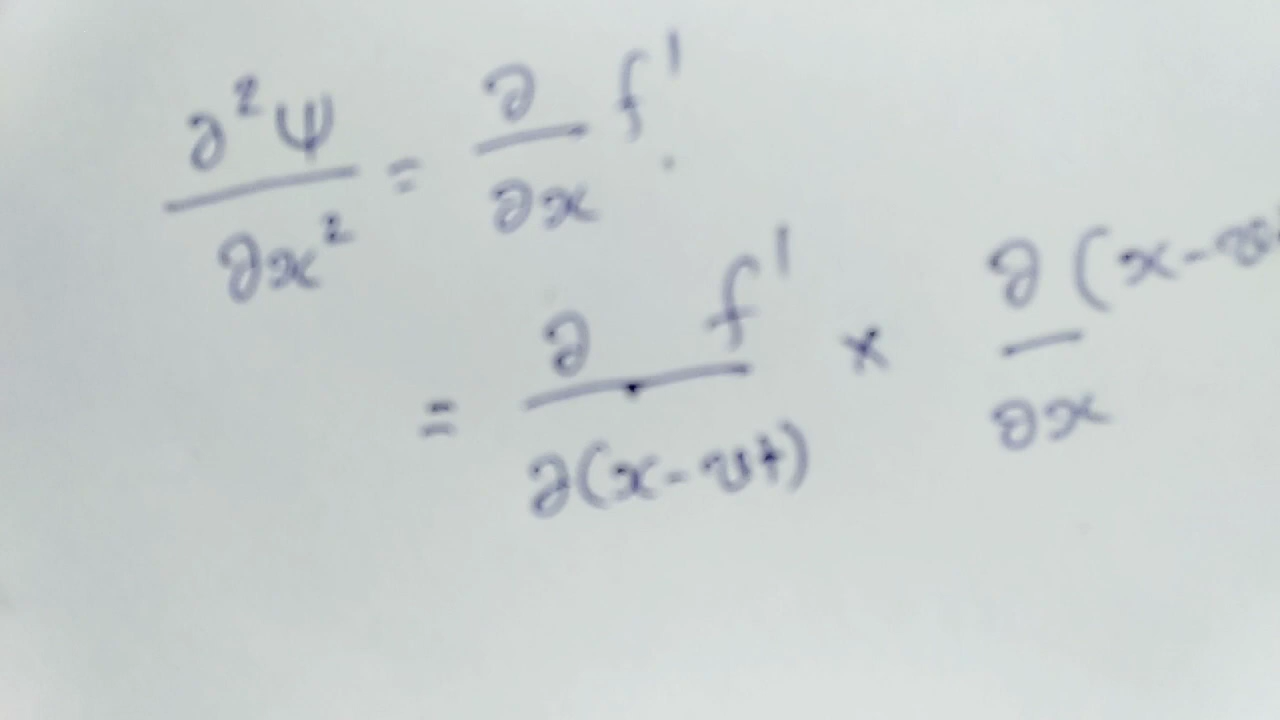 ∂²ψ/∂x² = ∂/∂x f'
= ∂f'/∂(x-vt) × ∂(x-v/∂x